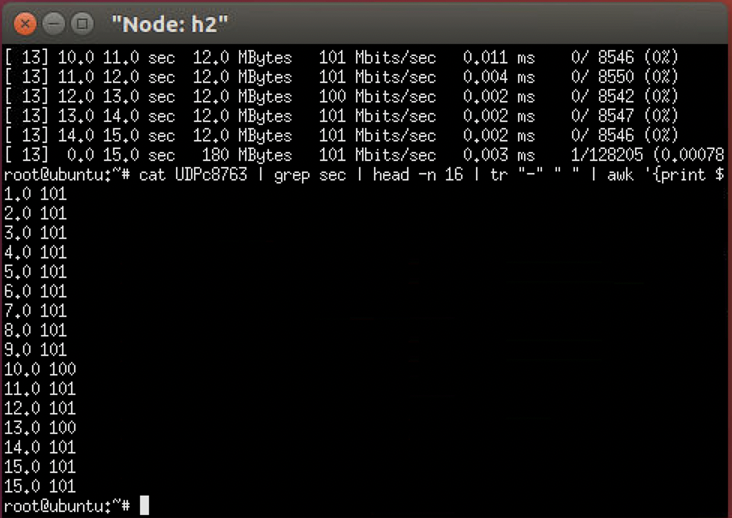 "Node: h2"
[ 13] 10.0 11.0 sec  12.0 MBytes   101 Mbits/sec   0.011 ms    0/ 8546 (0%)
[ 13] 11.0 12.0 sec  12.0 MBytes   101 Mbits/sec   0.004 ms    0/ 8550 (0%)
[ 13] 12.0 13.0 sec  12.0 MBytes   100 Mbits/sec   0.002 ms    0/ 8542 (0%)
[ 13] 13.0 14.0 sec  12.0 MBytes   101 Mbits/sec   0.002 ms    0/ 8547 (0%)
[ 13] 14.0 15.0 sec  12.0 MBytes   101 Mbits/sec   0.002 ms    0/ 8546 (0%)
[ 13]  0.0 15.0 sec   180 MBytes   101 Mbits/sec   0.003 ms    1/128205 (0.00078
root@ubuntu:~# cat UDPc8763 | grep sec | head -n 16 | tr "-" " " | awk '{print $
1.0 101
2.0 101
3.0 101
4.0 101
5.0 101
6.0 101
7.0 101
8.0 101
9.0 101
10.0 100
11.0 101
12.0 101
13.0 100
14.0 101
15.0 101
15.0 101
root@ubuntu:~#